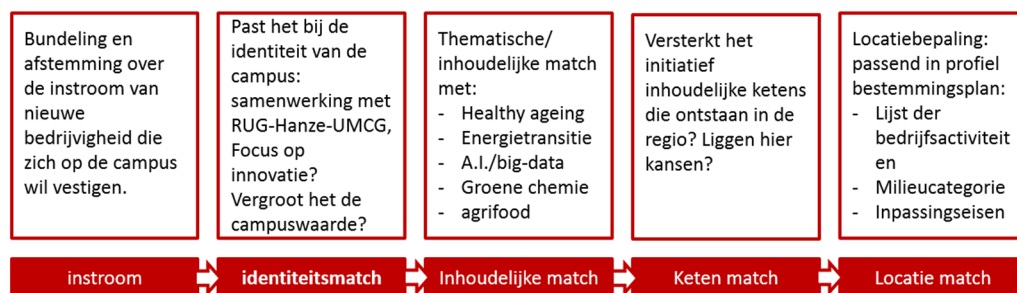 Bundeling en
afstemming over
de instroom van
nieuwe
bedrijvigheid die
zich op de campus
wil vestigen.
Past het bij de
identiteit van de
campus:
samenwerking met
RUG-Hanze-UMCG,
Focus op
innovatie?
Vergroot het de
campuswaarde?
Thematische/
inhoudelijke match
met:
- Healthy ageing
- Energietransitie
- A.I./big-data
- Groene chemie
- agrifood
Versterkt het
initiatief
inhoudelijke ketens
die ontstaan in de
regio? Liggen hier
kansen?
Locatiebepaling:
passend in profiel
bestemmingsplan:
- Lijst der
bedrijfsactiviteit
en
- Milieucategorie
- Inpassingseisen
instroom
identiteitsmatch
Inhoudelijke match
Keten match
Locatie match